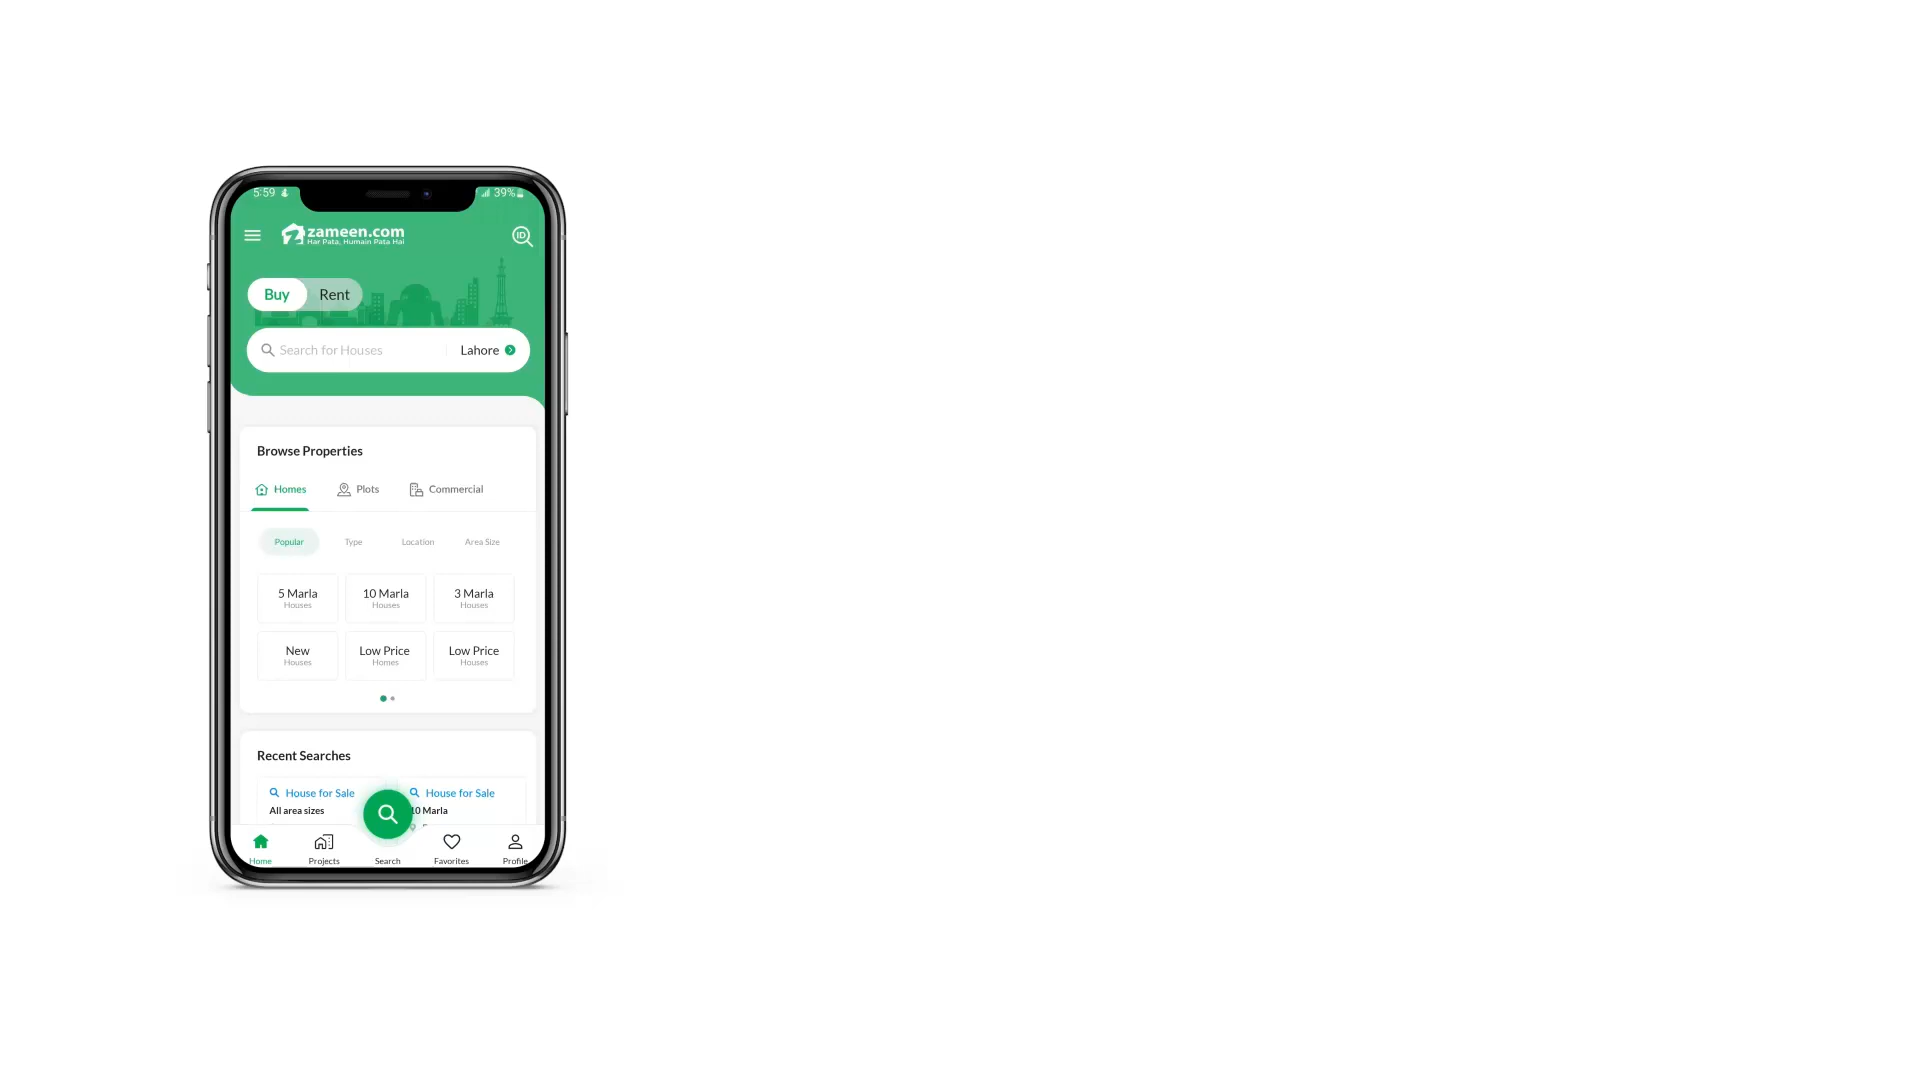 5:59
39%
zameen.com
Har Pata, Humain Pata Hai
ID
Buy Rent
Search for Houses Lahore
Browse Properties
Homes Plots Commercial
Popular Type Location Area Size
5 Marla 10 Marla 3 Marla
Houses Houses Houses
New Low Price Low Price
Houses Homes Houses
Recent Searches
House for Sale House for Sale
All area sizes 10 Marla
Home Projects Search Favorites Profile